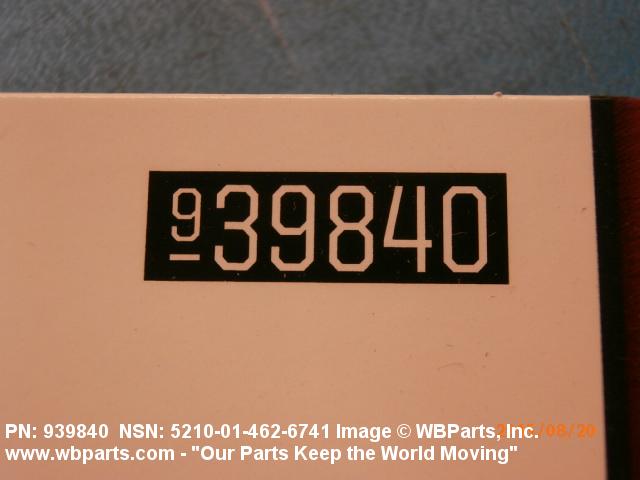 939840
PN: 939840 NSN: 5210-01-462-6741 Image © WBParts, Inc.
www.wbparts.com - "Our Parts Keep the World Moving"